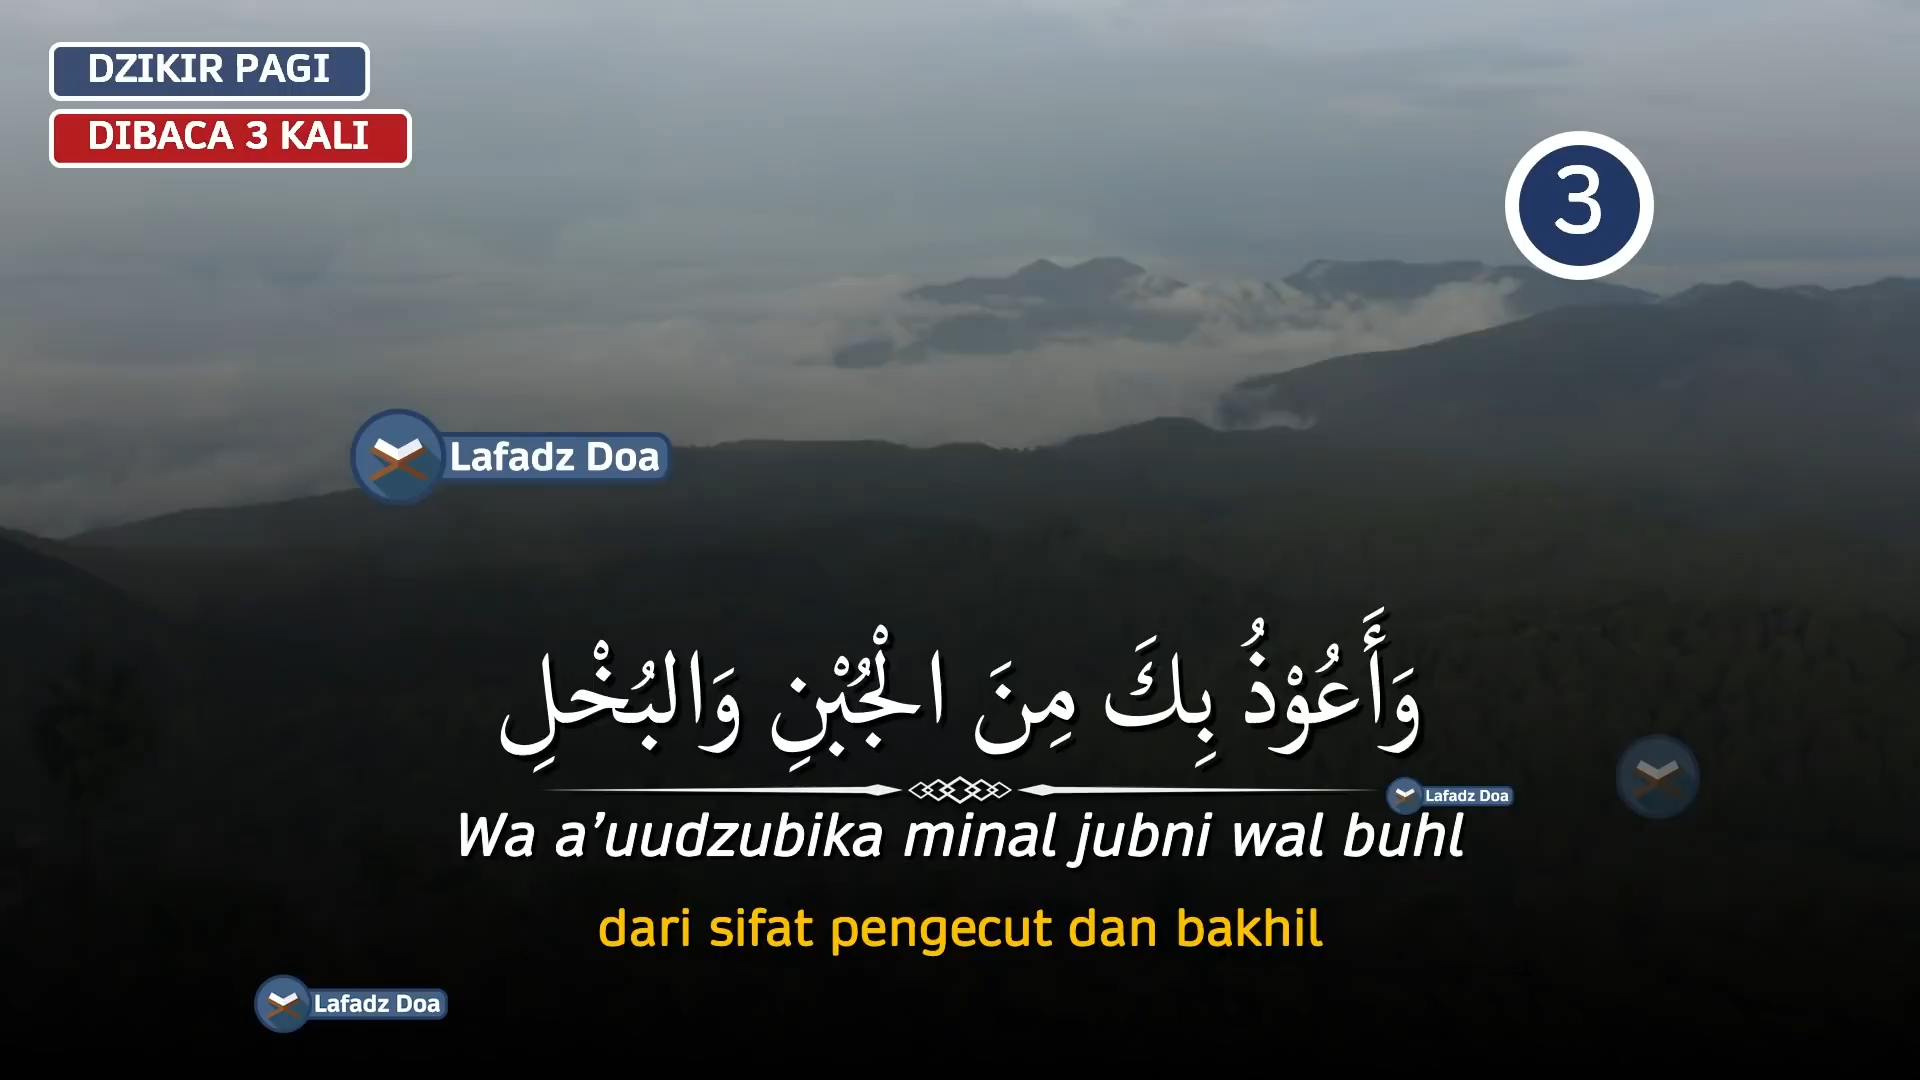 DZIKIR PAGI
DIBACA 3 KALI
3
Lafadz Doa
وَأَعُوْذُ بِكَ مِنَ الْجُبْنِ وَالبُخْلِ
Lafadz Doa
Wa a’uudzubika minal jubni wal buhl
dari sifat pengecut dan bakhil
Lafadz Doa